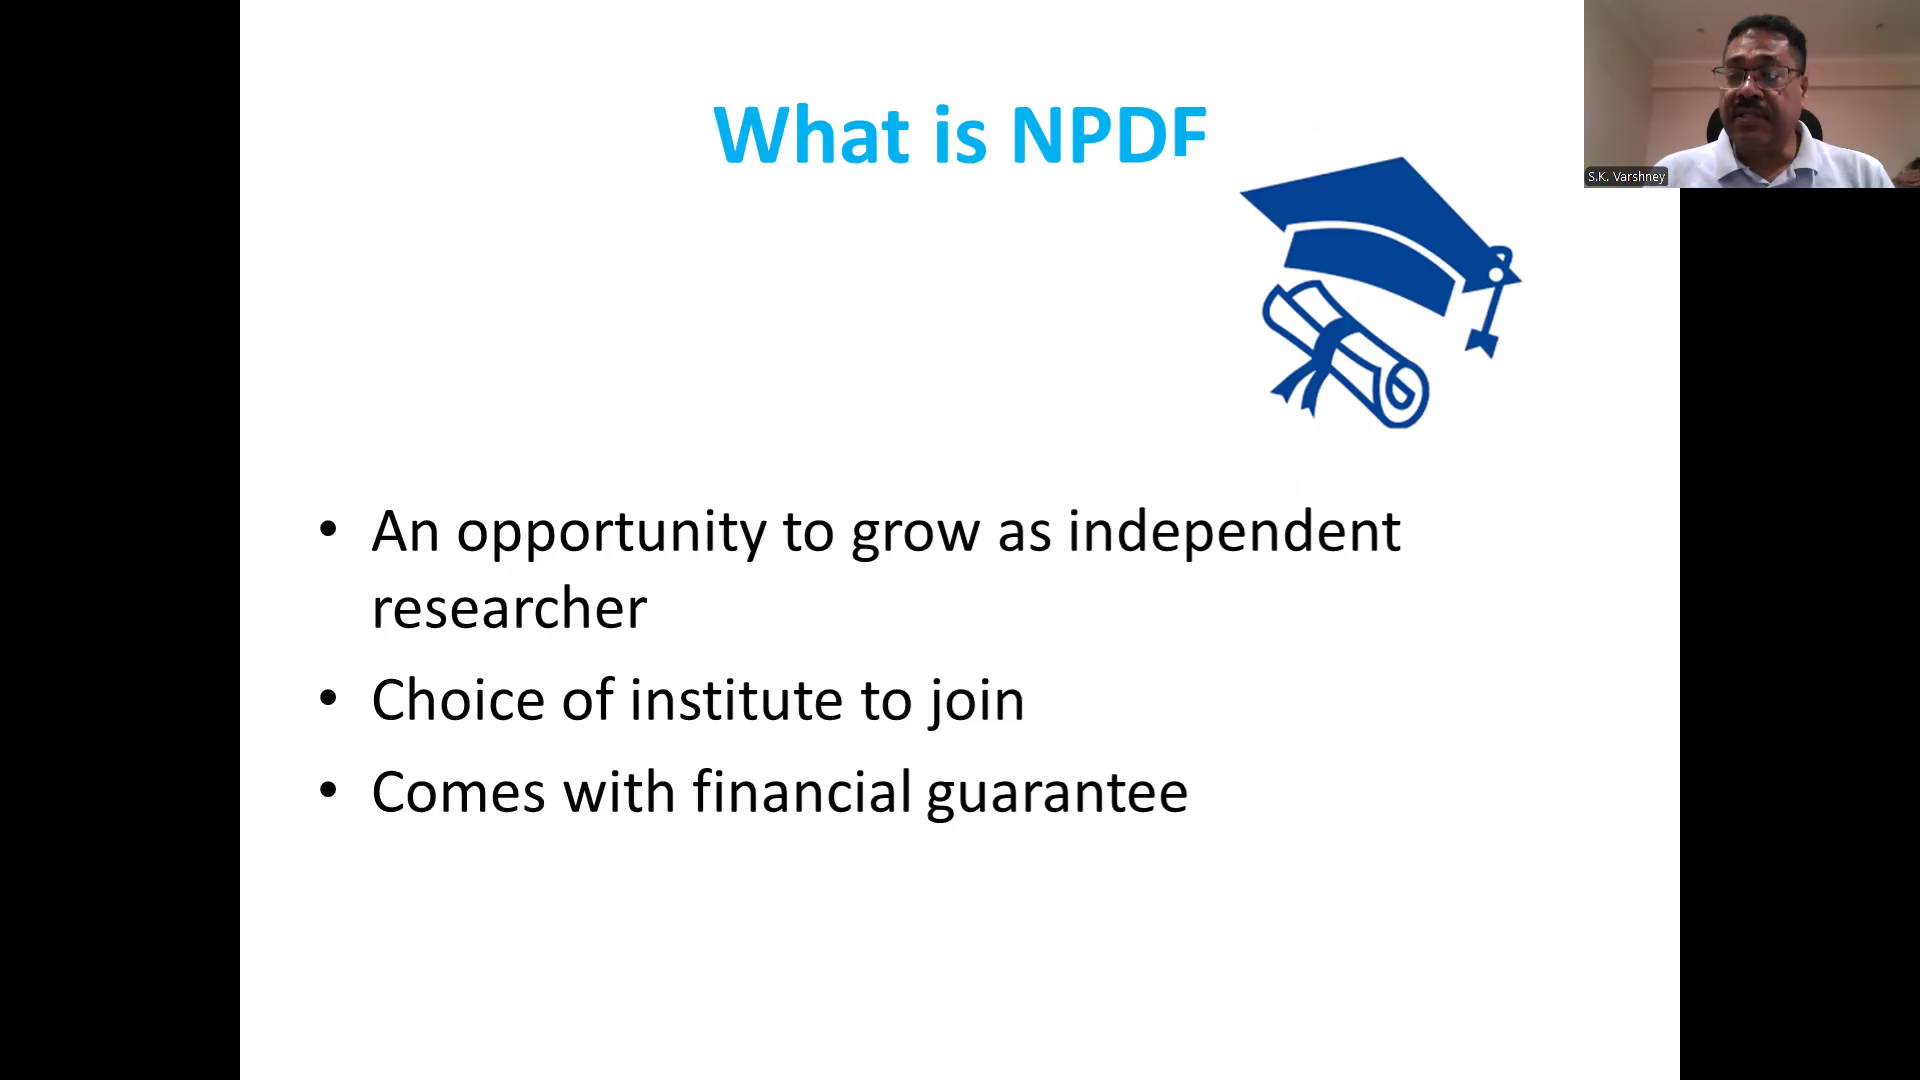 What is NPDF
S.K. Varshney
• An opportunity to grow as independent
researcher
• Choice of institute to join
• Comes with financial guarantee